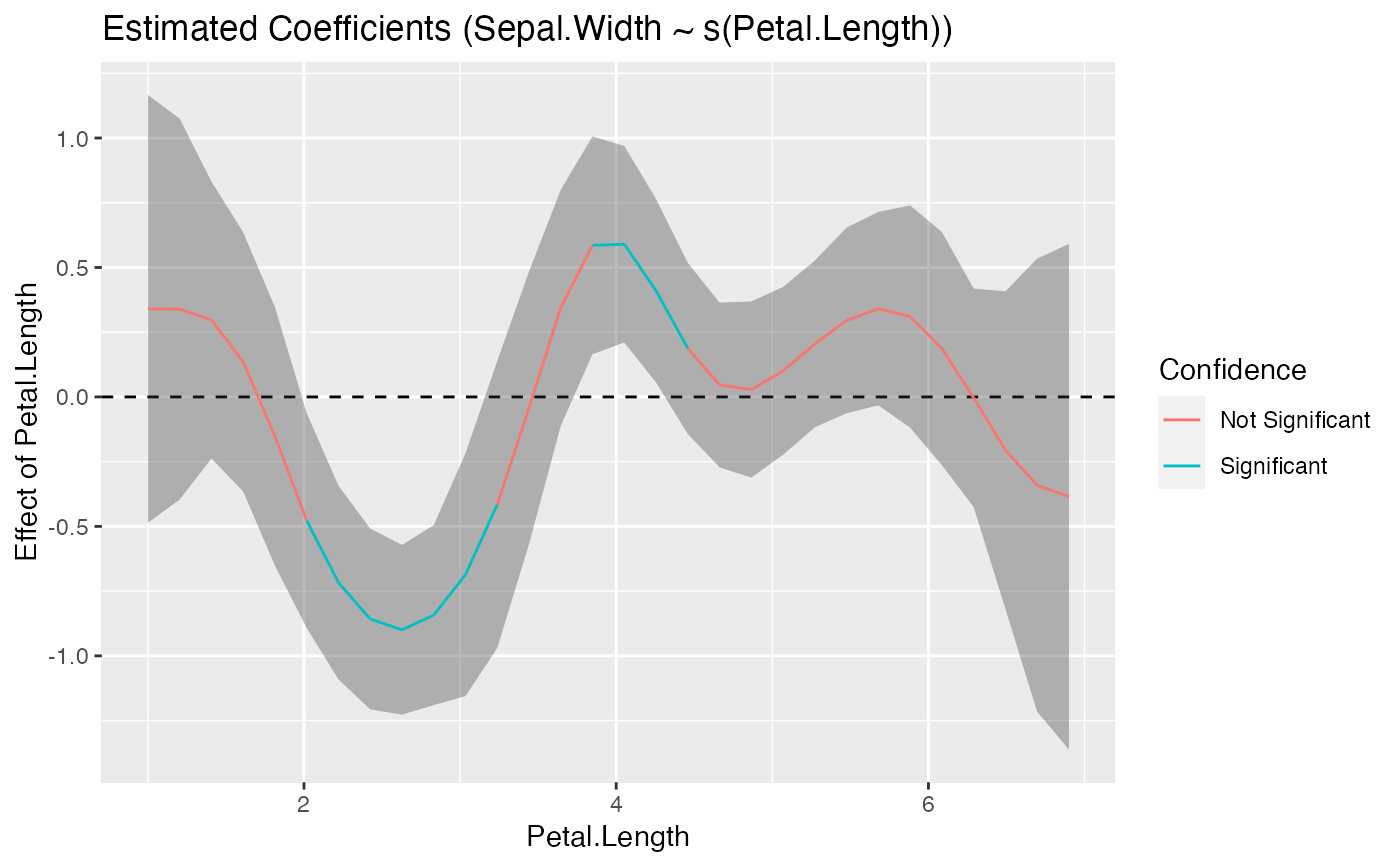 Estimated Coefficients (Sepal.Width ~ s(Petal.Length))
Effect of Petal.Length
1.0
0.5
0.0
-0.5
-1.0
2
4
6
Petal.Length
Confidence
Not Significant
Significant